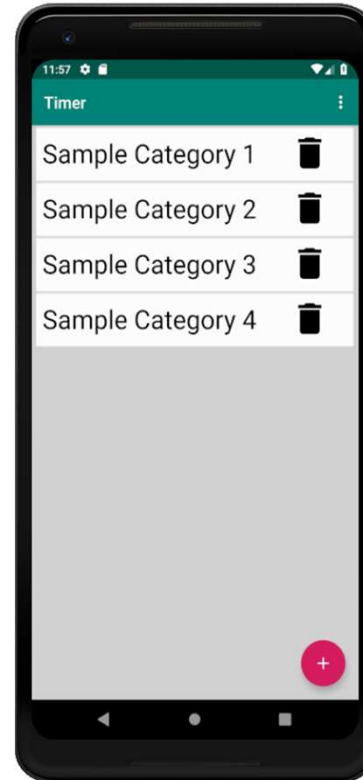 11:57
Timer
Sample Category 1
Sample Category 2
Sample Category 3
Sample Category 4
+